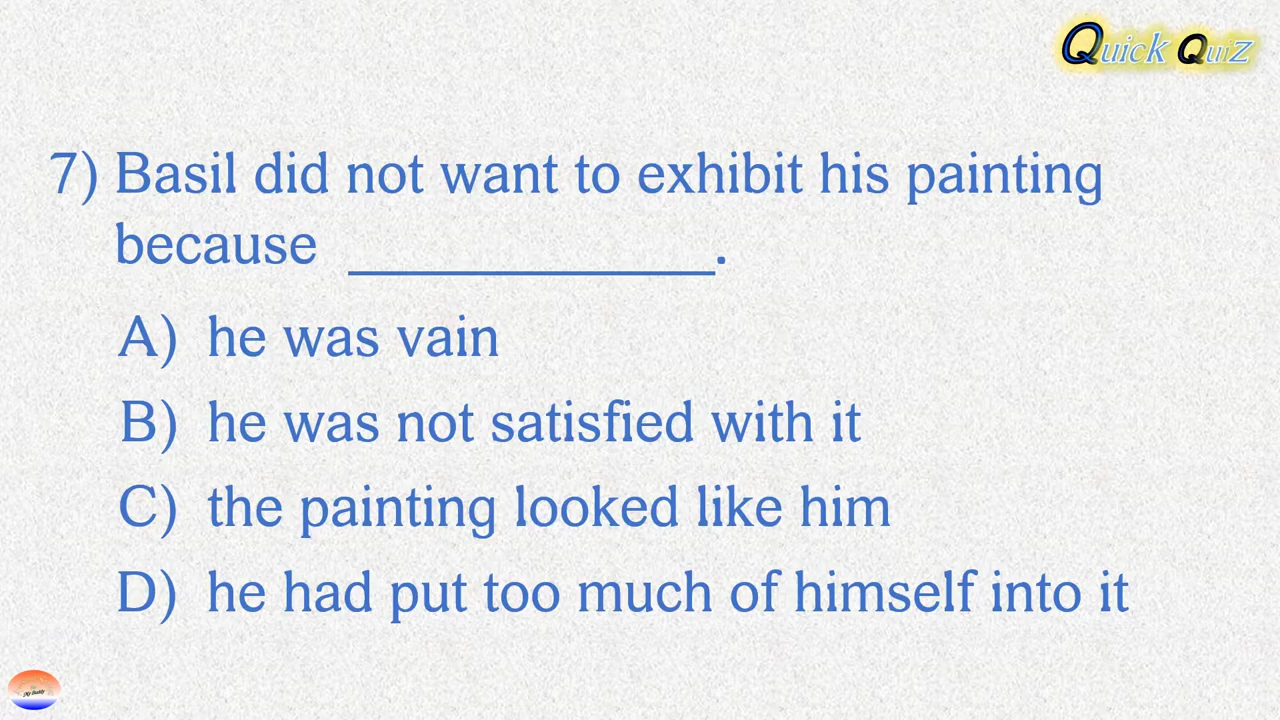 Quick Quiz
7) Basil did not want to exhibit his painting
because ____________.
A) he was vain
B) he was not satisfied with it
C) the painting looked like him
D) he had put too much of himself into it